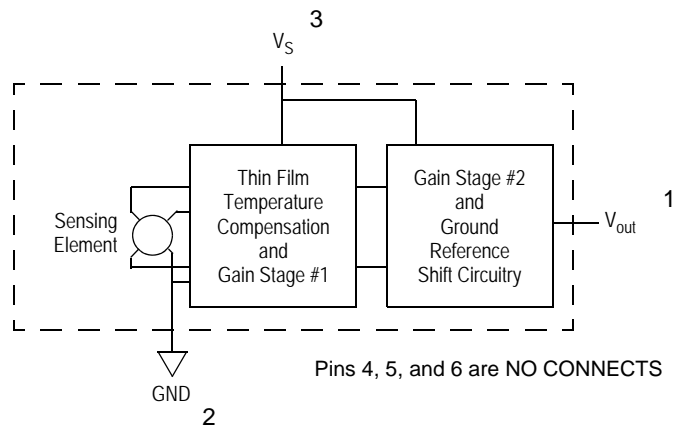 3
V_S
Thin Film
Temperature
Compensation
and
Gain Stage #1
Gain Stage #2
and
Ground
Reference
Shift Circuitry
Sensing
Element
1
V_out
GND
2
Pins 4, 5, and 6 are NO CONNECTS